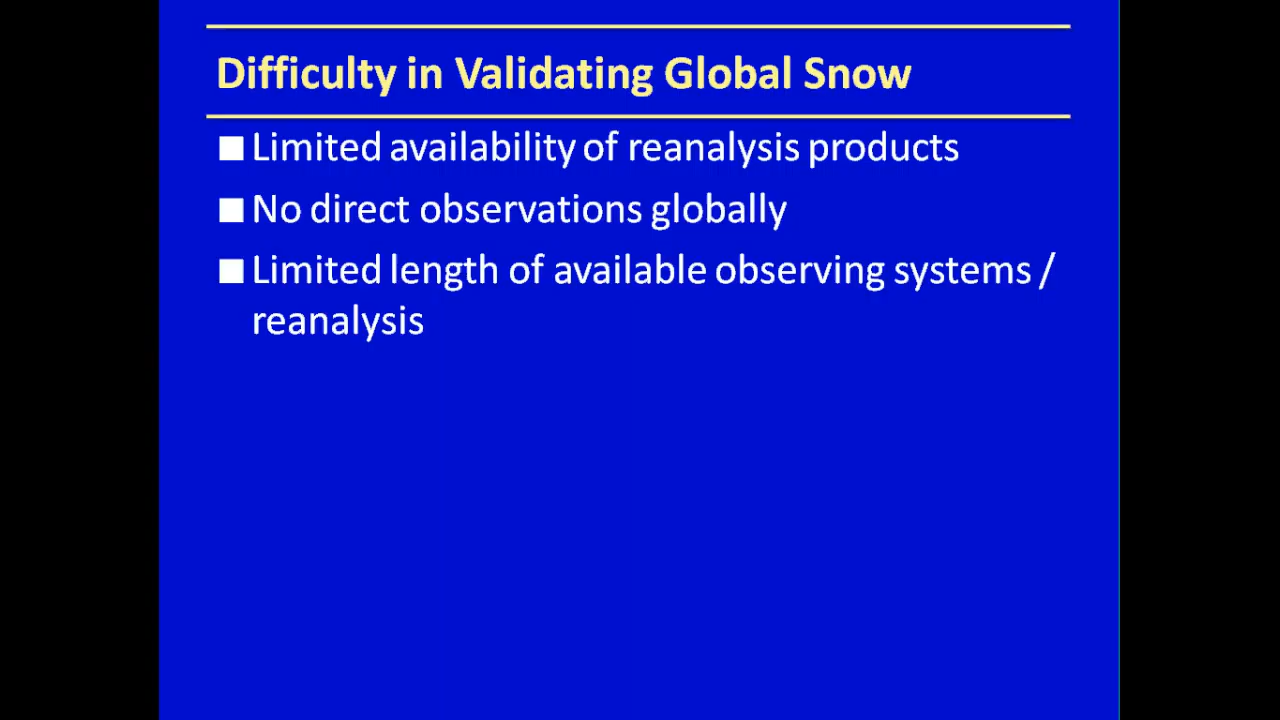 Difficulty in Validating Global Snow
■ Limited availability of reanalysis products
■ No direct observations globally
■ Limited length of available observing systems /
reanalysis